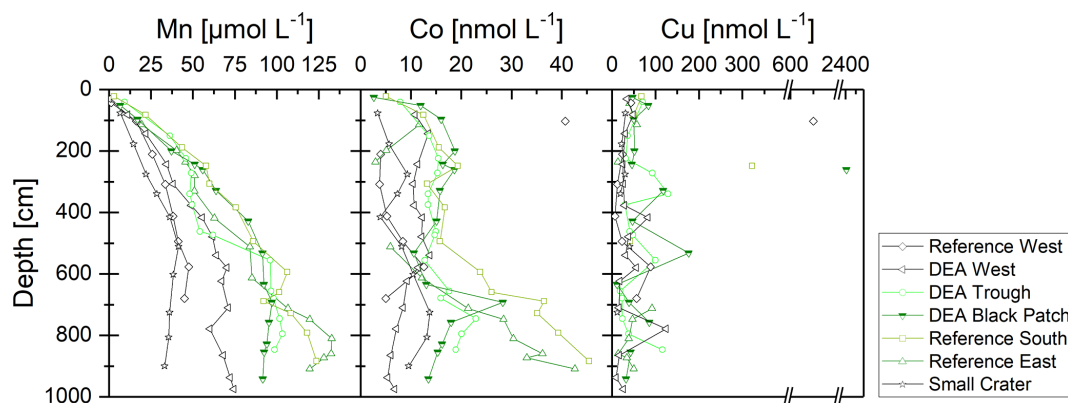 Mn [µmol L⁻¹] Co [nmol L⁻¹] Cu [nmol L⁻¹]
0 25 50 75 100 125 0 10 20 30 40 0 100 200 300 600 2400
0
200
400
600
800
1000
Depth [cm]
Reference West
DEA West
DEA Trough
DEA Black Patch
Reference South
Reference East
Small Crater